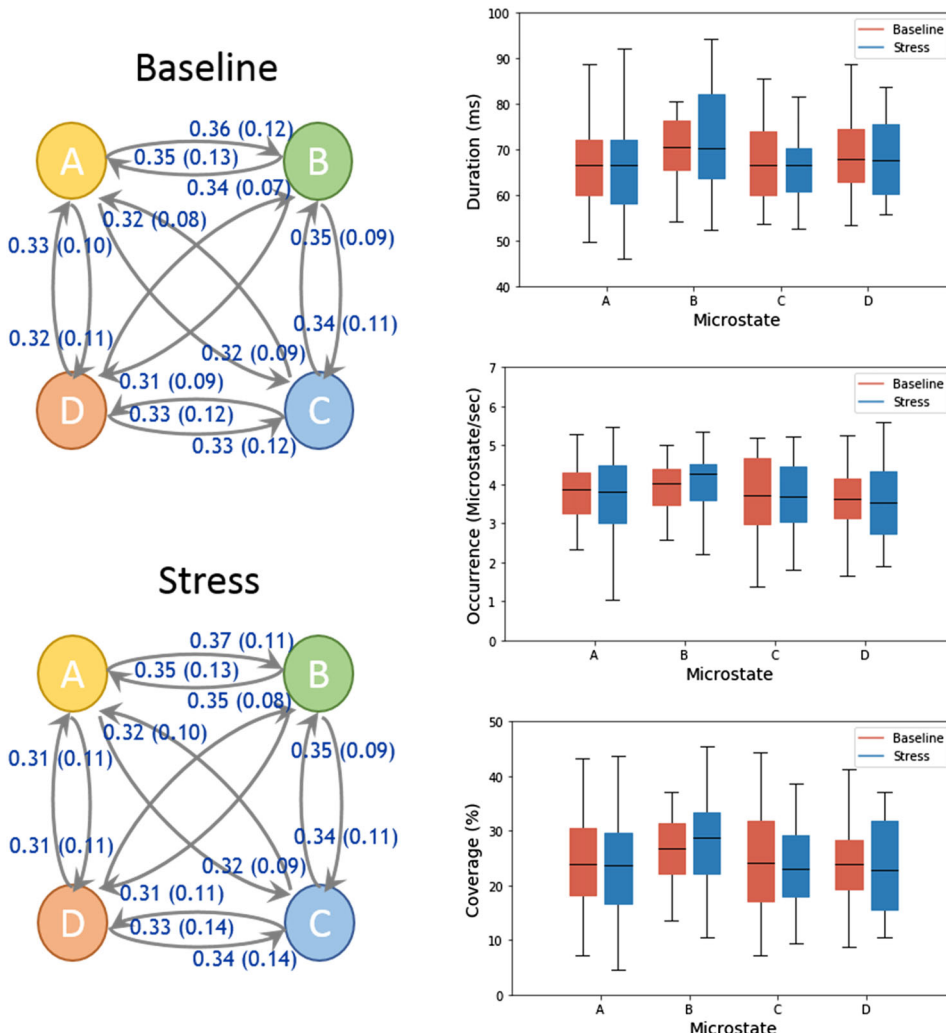 Baseline
A
B
0.36 (0.12)
0.35 (0.13)
0.34 (0.07)
0.32 (0.08)
0.33 (0.10)
0.35 (0.09)
0.32 (0.11)
0.34 (0.11)
0.32 (0.09)
0.31 (0.09)
0.33 (0.12)
0.33 (0.12)
D
C
Stress
A
B
0.37 (0.11)
0.35 (0.13)
0.35 (0.08)
0.32 (0.10)
0.31 (0.11)
0.35 (0.09)
0.31 (0.11)
0.34 (0.11)
0.32 (0.09)
0.31 (0.11)
0.33 (0.14)
0.34 (0.14)
D
C
Duration (ms)
100
90
80
70
60
50
40
Baseline
Stress
A B C D
Microstate
Occurrence (Microstate/sec)
7
6
5
4
3
2
1
0
Baseline
Stress
A B C D
Microstate
Coverage (%)
50
40
30
20
10
0
Baseline
Stress
A B C D
Microstate